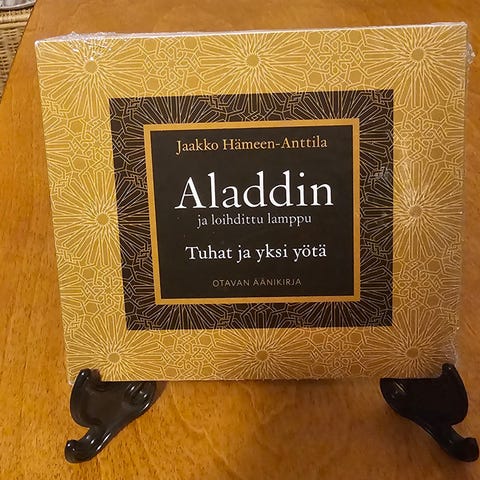 Jaakko Hämeen-Anttila
Aladdin
ja loihdittu lamppu
Tuhat ja yksi yötä
OTAVAN ÄÄNIKIRJA